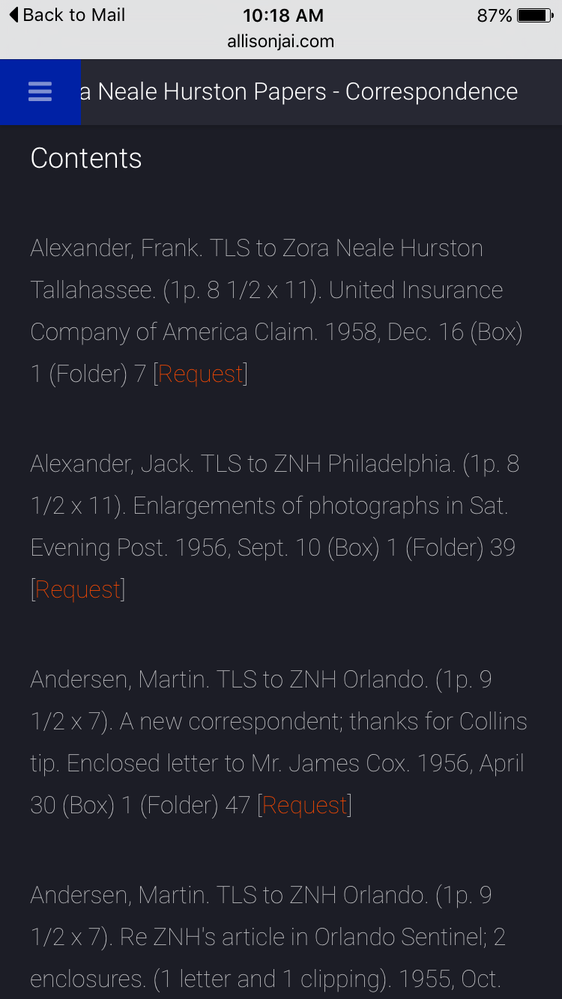 Back to Mail 10:18 AM 87%
allisonjai.com
a Neale Hurston Papers - Correspondence
Contents
Alexander, Frank. TLS to Zora Neale Hurston
Tallahassee. (1p. 8 1/2 x 11). United Insurance
Company of America Claim. 1958, Dec. 16 (Box)
1 (Folder) 7 [Request]
Alexander, Jack. TLS to ZNH Philadelphia. (1p. 8
1/2 x 11). Enlargements of photographs in Sat.
Evening Post. 1956, Sept. 10 (Box) 1 (Folder) 39
[Request]
Andersen, Martin. TLS to ZNH Orlando. (1p. 9
1/2 x 7). A new correspondent; thanks for Collins
tip. Enclosed letter to Mr. James Cox. 1956, April
30 (Box) 1 (Folder) 47 [Request]
Andersen, Martin. TLS to ZNH Orlando. (1p. 9
1/2 x 7). Re ZNH's article in Orlando Sentinel; 2
enclosures. (1 letter and 1 clipping). 1955, Oct.